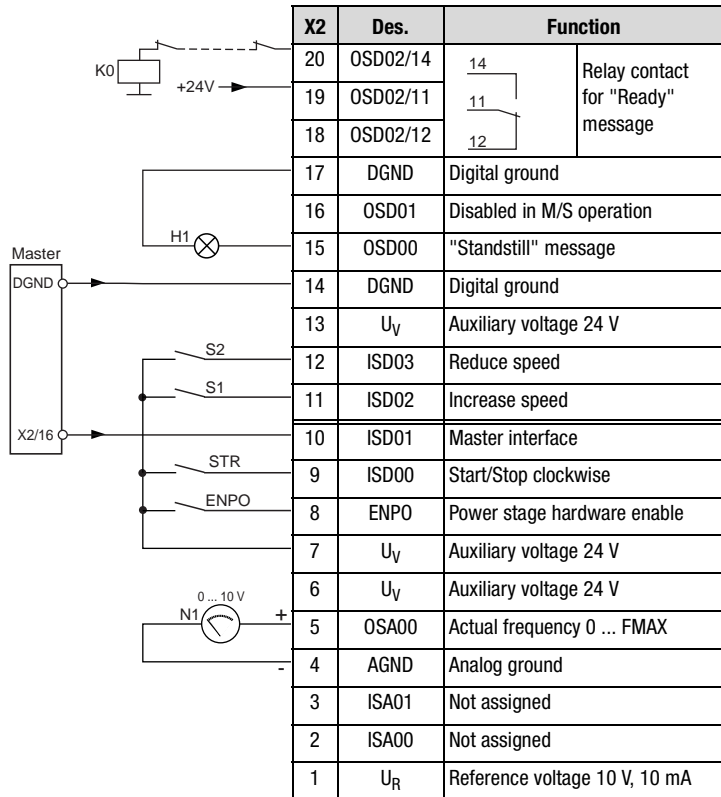 X2 Des. Function
20 OSD02/14 14 Relay contact
K0
+24V 19 OSD02/11 11 for "Ready"
18 OSD02/12 12 message
17 DGND Digital ground
16 OSD01 Disabled in M/S operation
H1 15 OSD00 "Standstill" message
Master
DGND 14 DGND Digital ground
13 UV Auxiliary voltage 24 V
S2 12 ISD03 Reduce speed
S1 11 ISD02 Increase speed
X2/16 10 ISD01 Master interface
STR 9 ISD00 Start/Stop clockwise
ENPO 8 ENPO Power stage hardware enable
7 UV Auxiliary voltage 24 V
6 UV Auxiliary voltage 24 V
0 ... 10 V
N1 + 5 OSA00 Actual frequency 0 ... FMAX
- 4 AGND Analog ground
3 ISA01 Not assigned
2 ISA00 Not assigned
1 UR Reference voltage 10 V, 10 mA